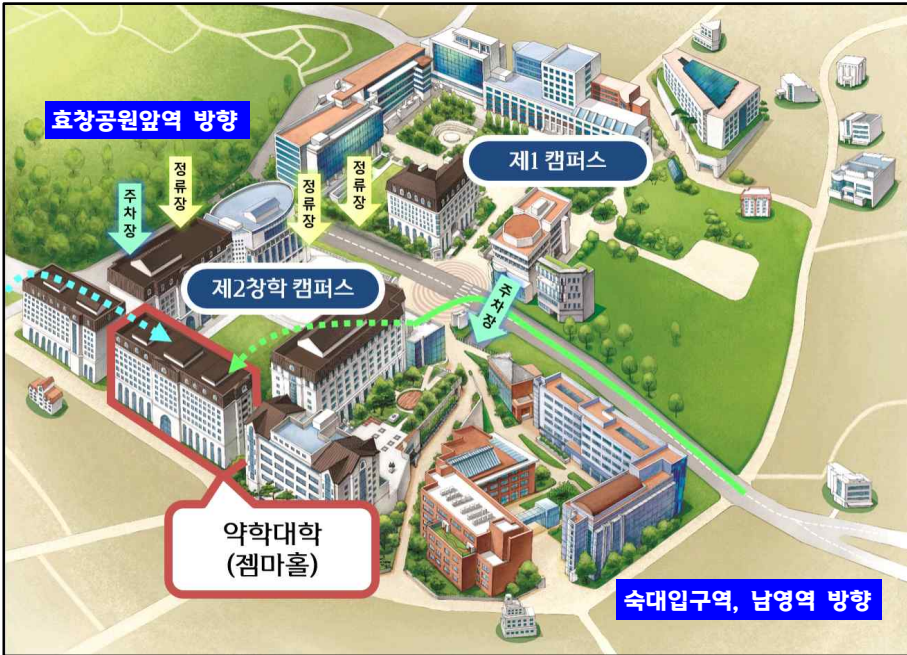 효창공원앞역 방향
정류장
주차장
정류장
정류장
제1 캠퍼스
제2창학 캠퍼스
주차장
약학대학
(젬마홀)
숙대입구역, 남영역 방향